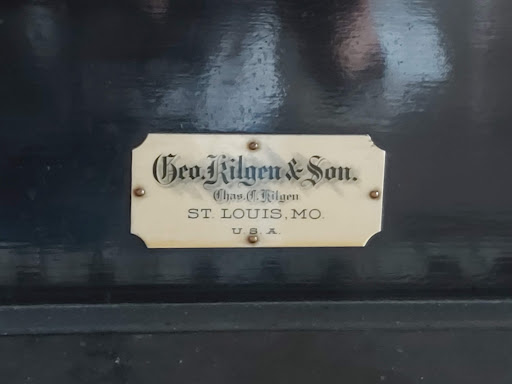 Geo. Kilgen & Son.
Chas. C. Kilgen
ST. LOUIS, MO.
U. S. A.